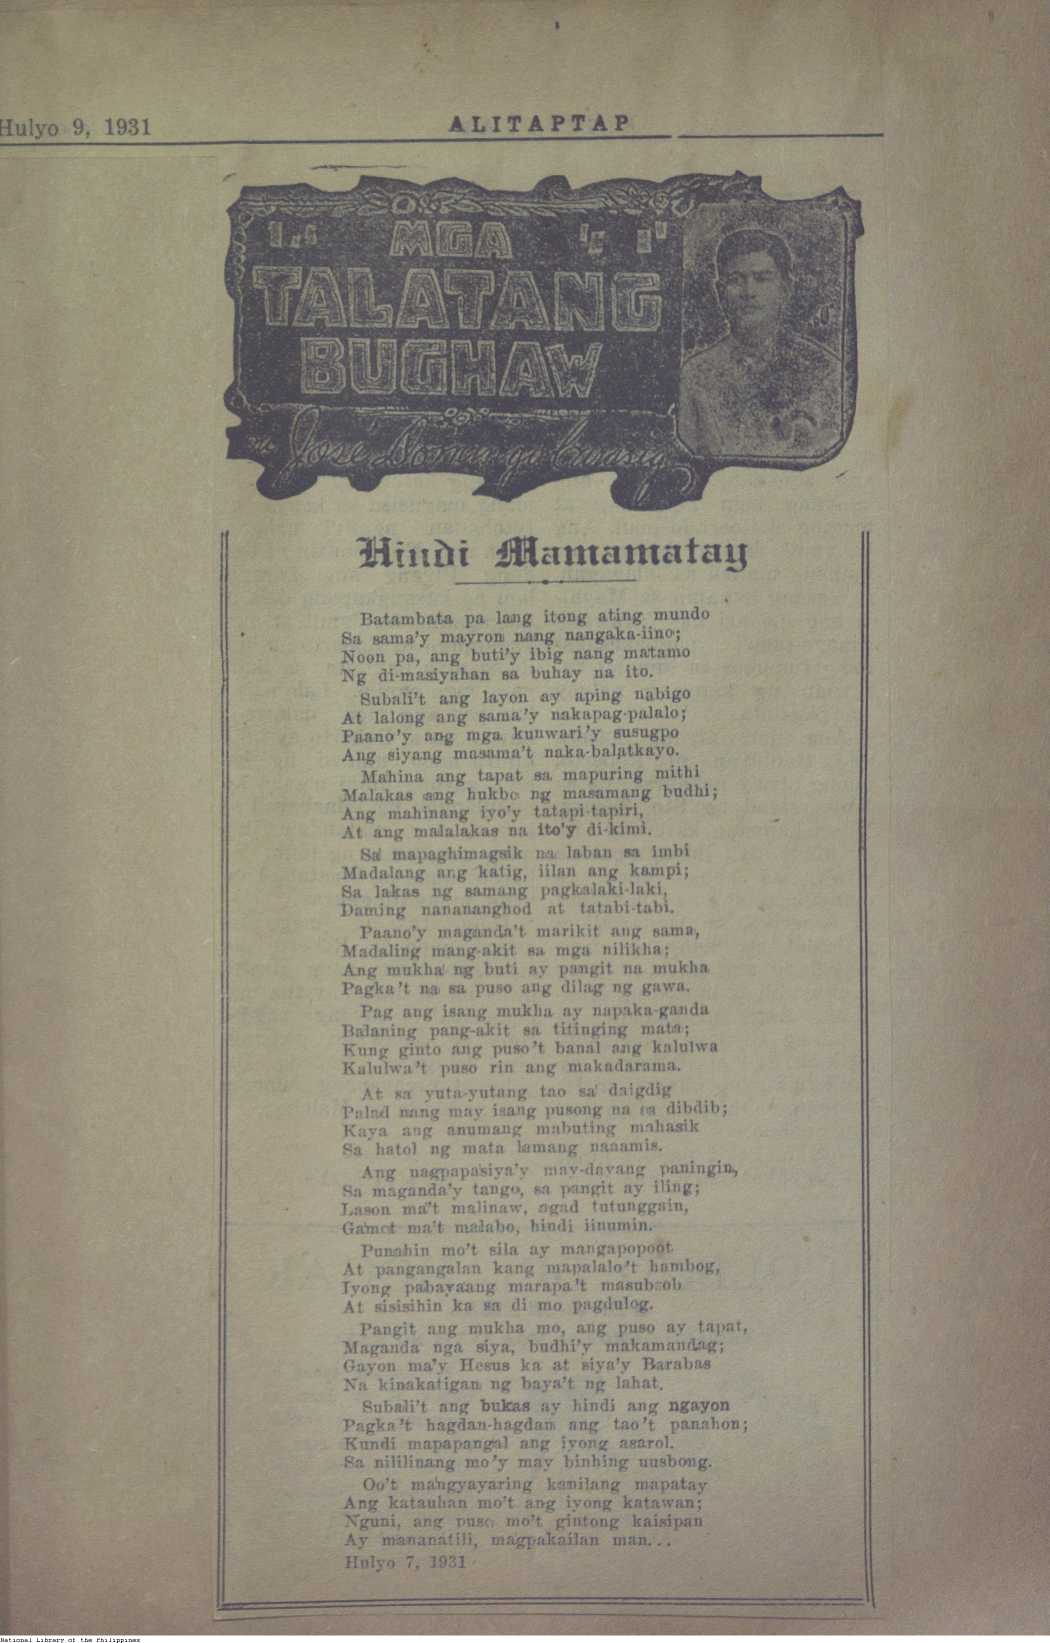 Hulyo 9, 1931
ALITAPTAP
MGA
TALATANG
BUGHAW
ni Jose Domingo Karasig
Hindi Mamamatay
Batambata pa lang itong ating mundo
Sa sama'y mayron nang nangaka-iino;
Noon pa, ang buti'y ibig nang matamo
Ng di-masiyahan sa buhay na ito.
Subali't ang layon ay aping nabigo
At lalong ang sama'y nakapag-palalo;
Paano'y ang mga kunwari'y susugpo
Ang siyang masama't naka-balatkayo.
Mahina ang tapat sa mapuring mithi
Malakas ang hukbo ng masamang budhi;
Ang mahinang iyo'y tatapi-tapiri,
At ang malalakas na ito'y di-kimi.
Sa mapaghimagsik na laban sa imbi
Madalang ang katig, iilan ang kampi;
Sa lakas ng samang pagkalaki-laki,
Daming nanananghod at tatabi-tabi.
Paano'y maganda't marikit ang sama,
Madaling mang-akit sa mga nilikha;
Ang mukha ng buti ay pangit na mukha
Pagka't na sa puso ang dilag ng gawa.
Pag ang isang mukha ay napaka-ganda
Balaning pang-akit sa titinging mata;
Kung ginto ang puso't banal ang kalulwa
Kalulwa't puso rin ang makadarama.
At sa yuta-yutang tao sa daigdig
Palad nang may isang pusong na sa dibdib;
Kaya ang anumang mabuting mahasik
Sa hatol ng mata lamang naaamis.
Ang nagpapasiya'y may-dayang paningin,
Sa maganda'y tango, sa pangit ay iling;
Lason ma't malinaw, agad tutunggain,
Gamot ma't malabo, hindi iinumin.
Punahin mo't sila ay mangapopoot
At pangangalan kang mapalalo't hambog,
Iyong pabayaang marapa't masubsob
At sisisihin ka sa di mo pagdulog.
Pangit ang mukha mo, ang puso ay tapat,
Maganda nga siya, budhi'y makamandag;
Gayon ma'y Hesus ka at siya'y Barabas
Na kinakatigan ng baya't ng lahat.
Subali't ang bukas ay hindi ang ngayon
Pagka't hagdan-hagdan ang tao't panahon;
Kundi mapapangal ang iyong asarol.
Sa nililinang mo'y may binhing uusbong.
Oo't mangyayaring kanilang mapatay
Ang katauhan mo't ang iyong katawan;
Nguni, ang puso mo't gintong kaisipan
Ay mananatili, magpakailan man...
Hulyo 7, 1931
National Library of the Philippines